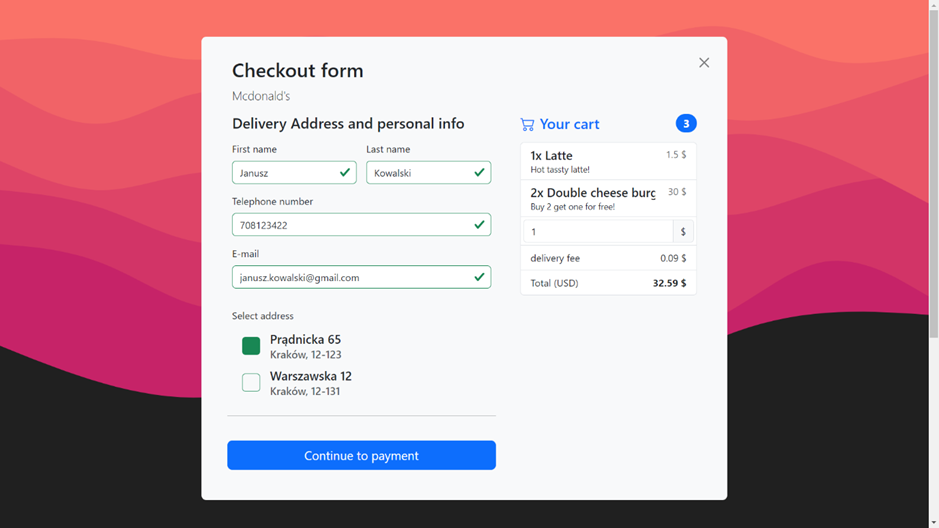 Checkout form
Mcdonald's
Delivery Address and personal info
First name
Last name
Janusz
Kowalski
Telephone number
708123422
E-mail
janusz.kowalski@gmail.com
Select address
Prądnicka 65
Kraków, 12-123
Warszawska 12
Kraków, 12-131
Continue to payment
Your cart
3
1x Latte
1.5 $
Hot tassty latte!
2x Double cheese burg
30 $
Buy 2 get one for free!
1
$
delivery fee
0.09 $
Total (USD)
32.59 $